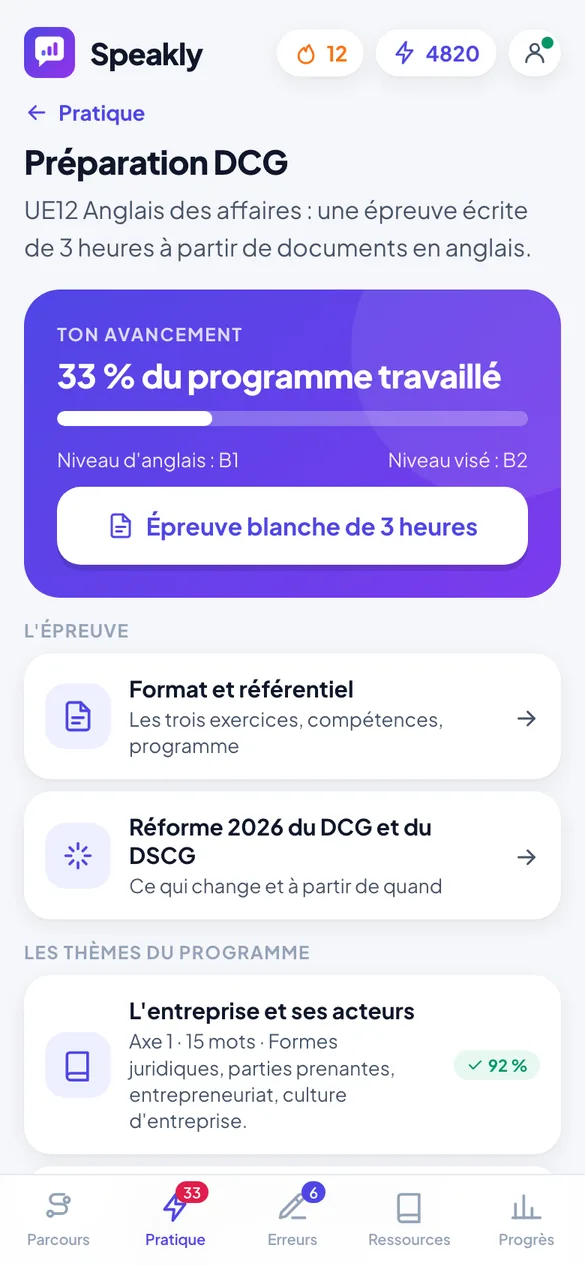 Speakly
12
4820
Pratique
Préparation DCG
UE12 Anglais des affaires : une épreuve écrite
de 3 heures à partir de documents en anglais.
TON AVANCEMENT
33 % du programme travaillé
Niveau d'anglais : B1
Niveau visé : B2
Épreuve blanche de 3 heures
L'ÉPREUVE
Format et référentiel
Les trois exercices, compétences,
programme
Réforme 2026 du DCG et du
DSCG
Ce qui change et à partir de quand
LES THÈMES DU PROGRAMME
L'entreprise et ses acteurs
Axe 1 · 15 mots · Formes
juridiques, parties prenantes,
entrepreneuriat, culture
d'entreprise.
92 %
33
6
Parcours
Pratique
Erreurs
Ressources
Progrès